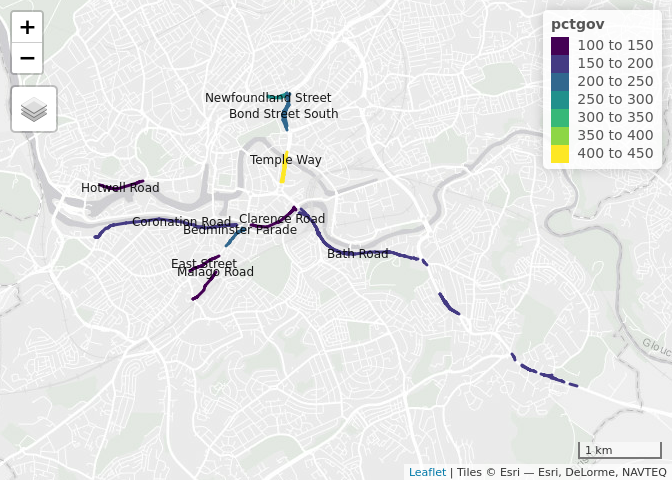 +
−
pctgov
100 to 150
150 to 200
200 to 250
250 to 300
300 to 350
350 to 400
400 to 450
Newfoundland Street
Bond Street South
Temple Way
Hotwell Road
Coronation Road
Clarence Road
Bedminster Parade
Bath Road
East Street
Malago Road
Glouc
1 km
Leaflet | Tiles © Esri — Esri, DeLorme, NAVTEQ